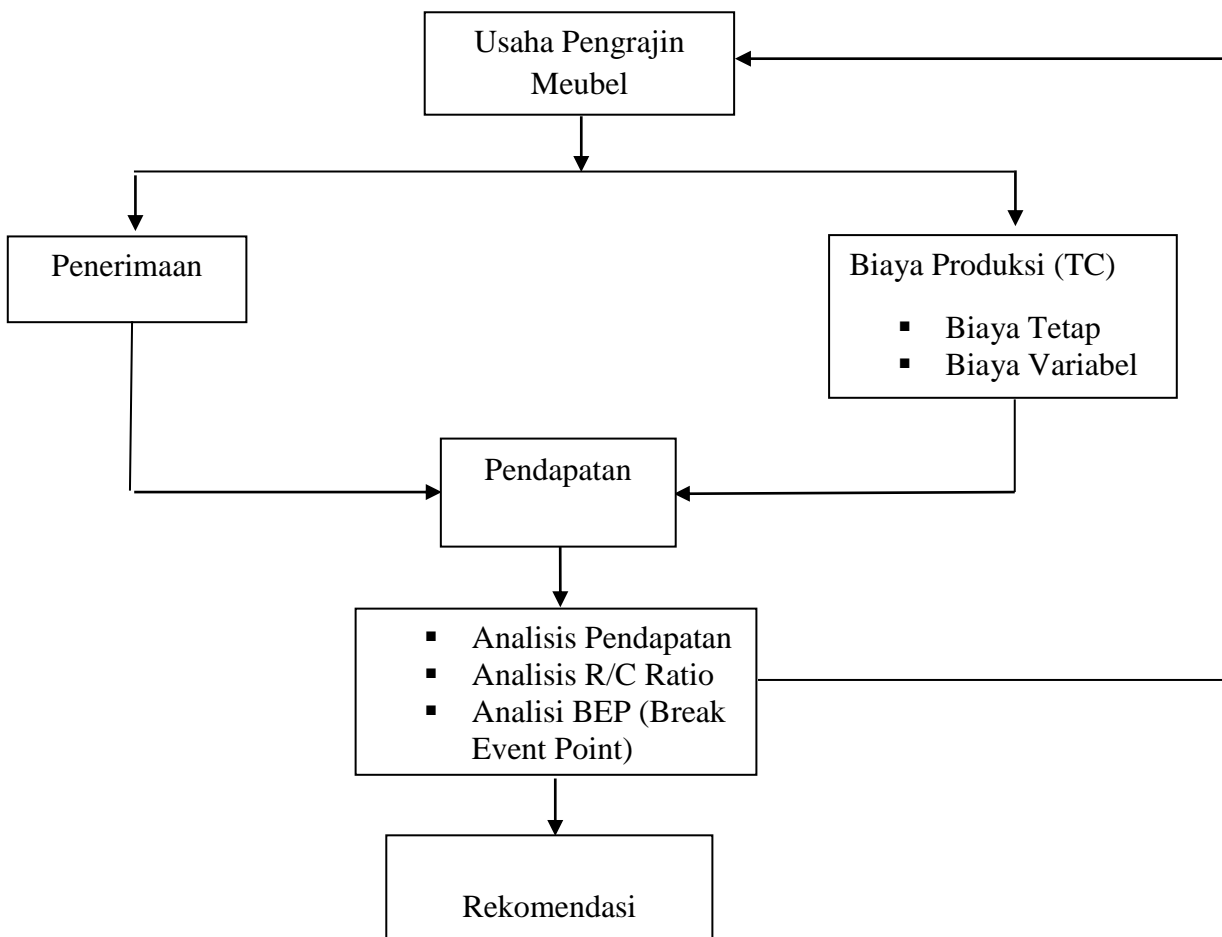 Usaha Pengrajin
Meubel
Penerimaan
Biaya Produksi (TC)
▪ Biaya Tetap
▪ Biaya Variabel
Pendapatan
▪ Analisis Pendapatan
▪ Analisis R/C Ratio
▪ Analisi BEP (Break
Event Point)
Rekomendasi